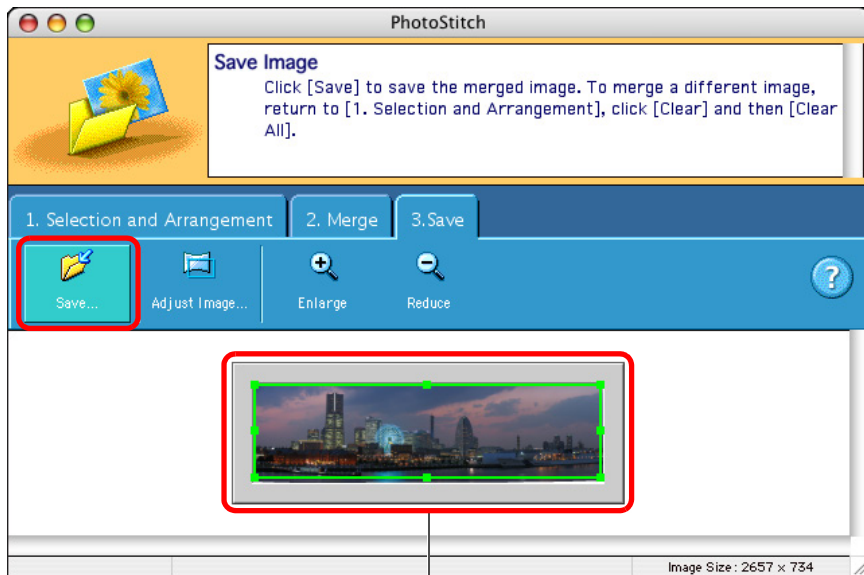 PhotoStitch
Save Image
Click [Save] to save the merged image. To merge a different image,
return to [1. Selection and Arrangement], click [Clear] and then [Clear
All].
1. Selection and Arrangement 2. Merge 3.Save
Save... Adjust Image... Enlarge Reduce ?
Image Size : 2657 × 734